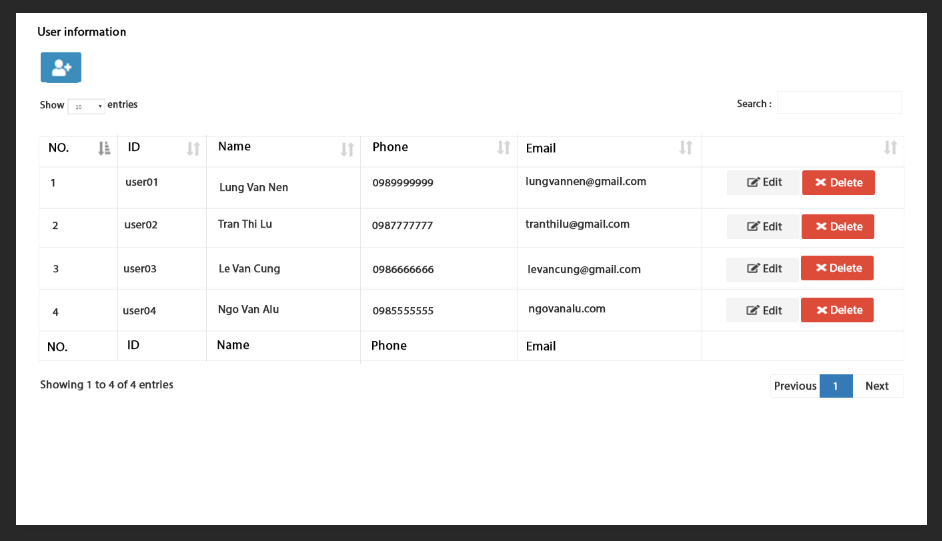 User information
Show 10 entries
Search :
NO. ID Name Phone Email
1 user01 Lung Van Nen 0989999999 lungvannen@gmail.com Edit Delete
2 user02 Tran Thi Lu 0987777777 tranthilu@gmail.com Edit Delete
3 user03 Le Van Cung 0986666666 levancung@gmail.com Edit Delete
4 user04 Ngo Van Alu 0985555555 ngovanalu.com Edit Delete
NO. ID Name Phone Email
Showing 1 to 4 of 4 entries
Previous 1 Next